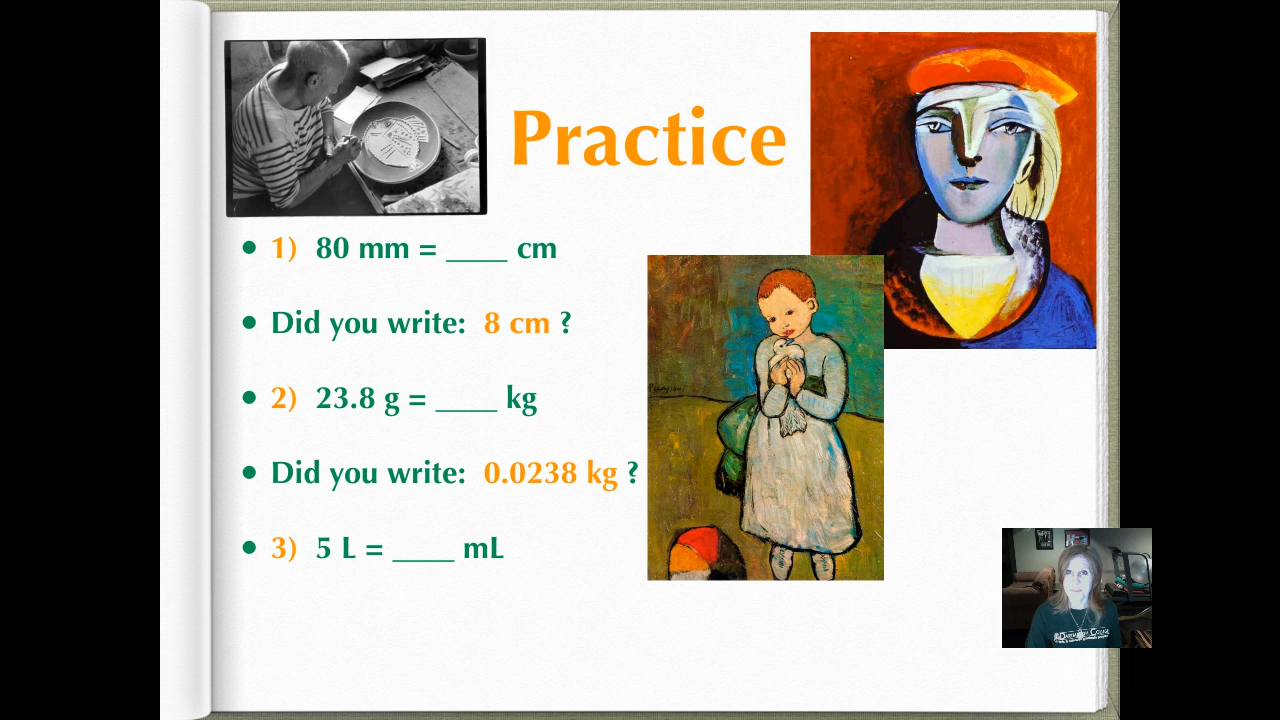 Practice
• 1) 80 mm = ____ cm
• Did you write: 8 cm ?
• 2) 23.8 g = ____ kg
• Did you write: 0.0238 kg ?
• 3) 5 L = ____ mL